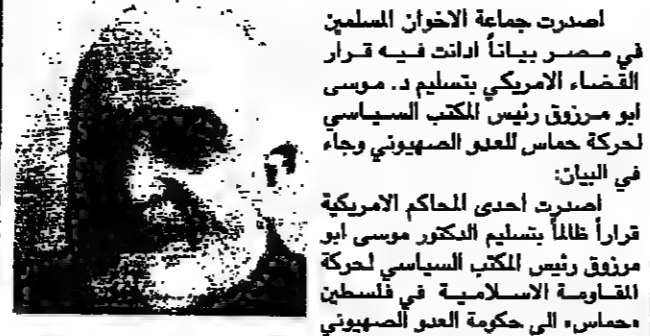 اصدرت جماعة الاخوان المسلمين
في مصر بياناً ادانت فيه قرار
القضاء الامريكي بتسليم د. موسى
ابو مرزوق رئيس المكتب السياسي
لحركة حماس للعدو الصهيوني وجاء
في البيان:
اصدرت احدى المحاكم الامريكية
قراراً ظالماً بتسليم الدكتور موسى ابو
مرزوق رئيس المكتب السياسي لحركة
المقاومة الاسلامية في فلسطين
«حماس» الى حكومة العدو الصهيوني